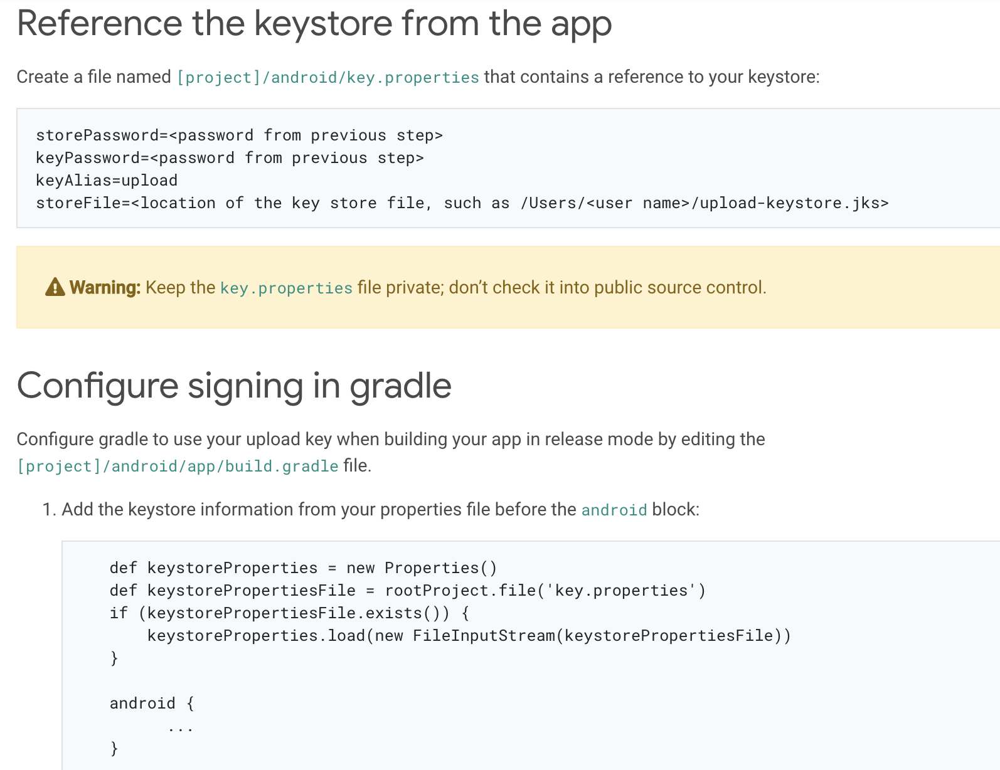 Reference the keystore from the app
Create a file named [project]/android/key.properties that contains a reference to your keystore:
storePassword=<password from previous step>
keyPassword=<password from previous step>
keyAlias=upload
storeFile=<location of the key store file, such as /Users/<user name>/upload-keystore.jks>
Warning: Keep the key.properties file private; don’t check it into public source control.
Configure signing in gradle
Configure gradle to use your upload key when building your app in release mode by editing the
[project]/android/app/build.gradle file.
1. Add the keystore information from your properties file before the android block:
def keystoreProperties = new Properties()
def keystorePropertiesFile = rootProject.file('key.properties')
if (keystorePropertiesFile.exists()) {
    keystoreProperties.load(new FileInputStream(keystorePropertiesFile))
}
android {
      ...
}